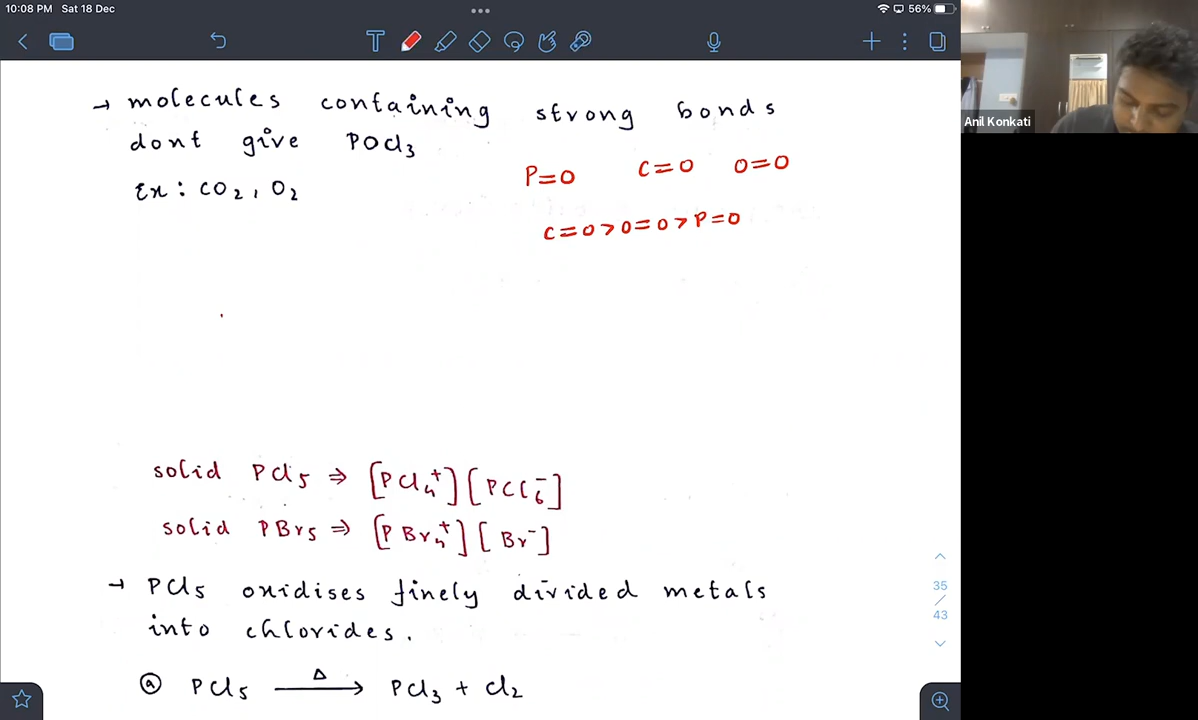 10:08 PM Sat 18 Dec
56%
Anil Konkati
→ molecules containing strong bonds
dont give POCl3
Ex: CO2, O2
P=O C=O O=O
C=O > O=O > P=O
solid PCl5 ⇒ [PCl4+][PCl6-]
solid PBr5 ⇒ [PBr4+][Br-]
→ PCl5 oxidises finely divided metals
into chlorides.
35
/
43
ⓐ PCl5 —Δ→ PCl3 + Cl2